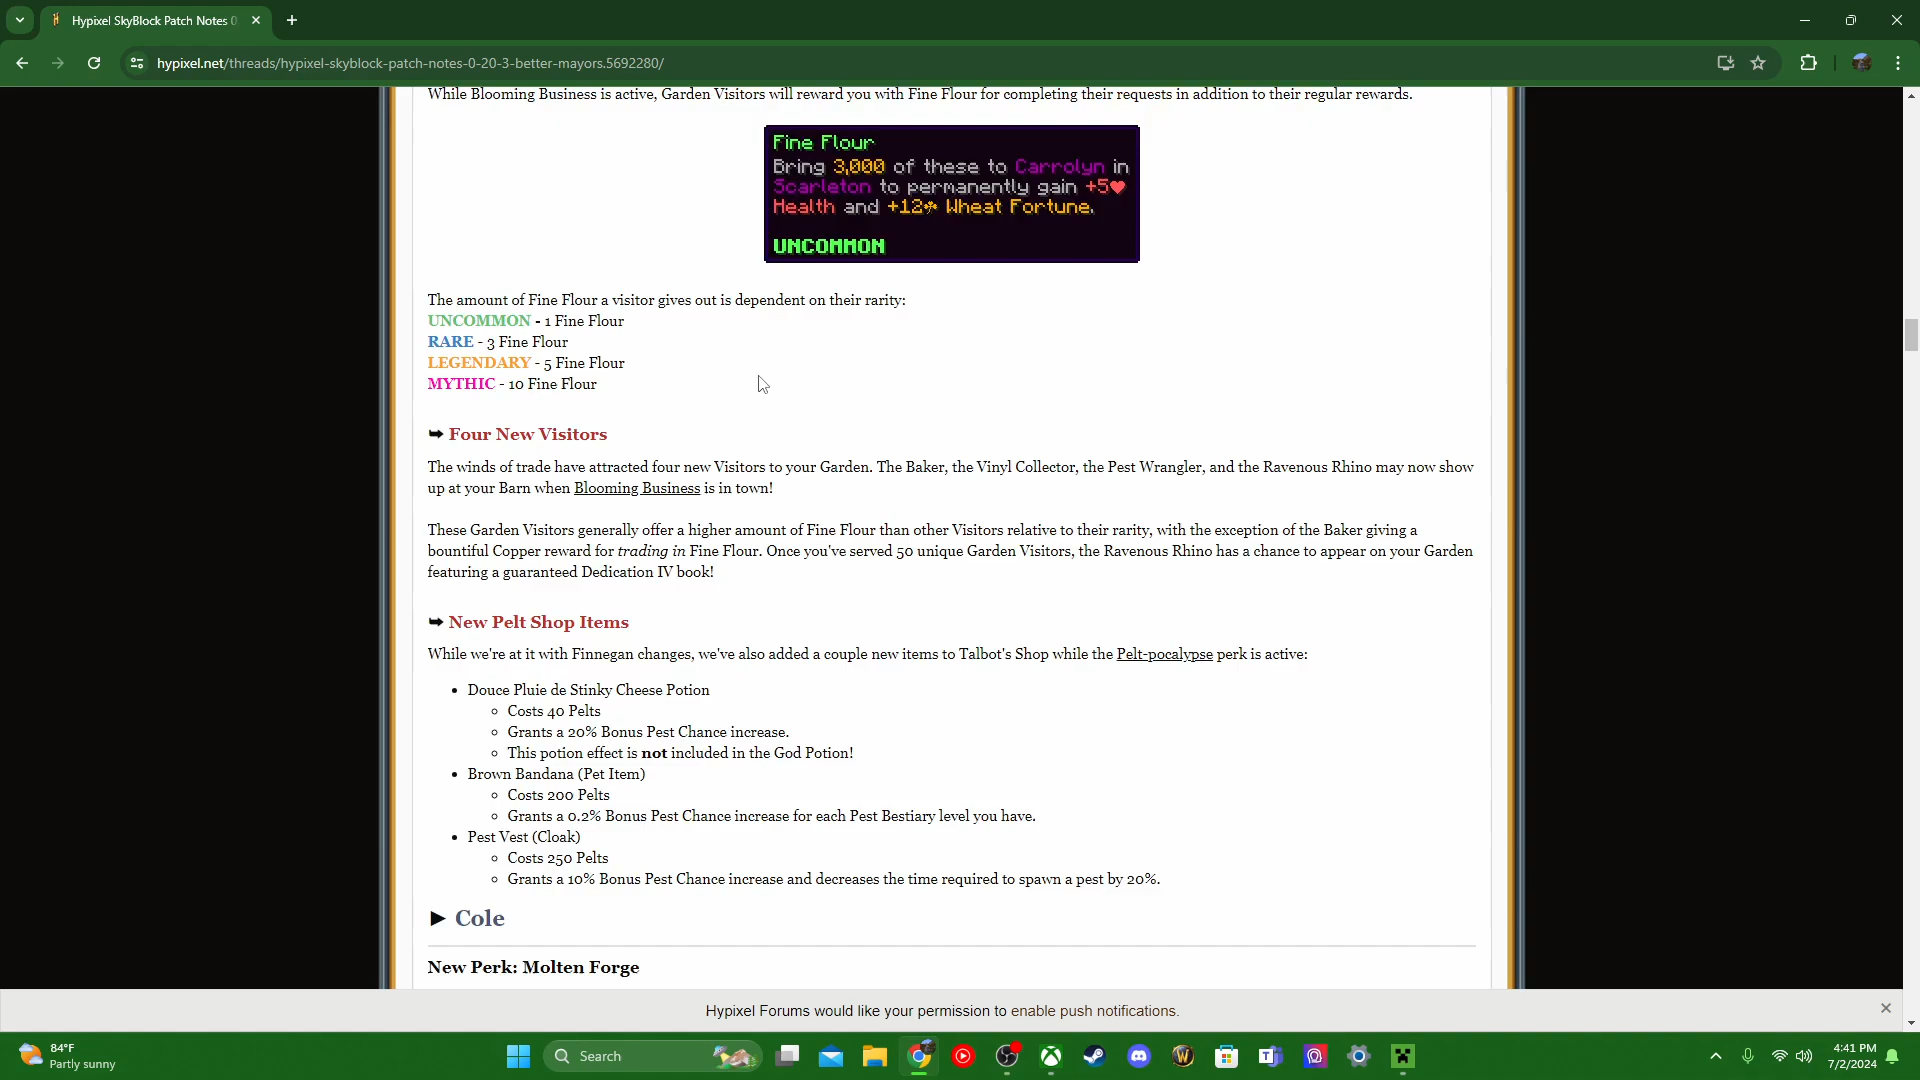 Hypixel SkyBlock Patch Notes 0
hypixel.net/threads/hypixel-skyblock-patch-notes-0-20-3-better-mayors.5692280/
While Blooming Business is active, Garden Visitors will reward you with Fine Flour for completing their requests in addition to their regular rewards.
Fine Flour
Bring 3,000 of these to Carrolyn in
Scarleton to permanently gain +5❤
Health and +12☘ Wheat Fortune.
UNCOMMON
The amount of Fine Flour a visitor gives out is dependent on their rarity:
UNCOMMON - 1 Fine Flour
RARE - 3 Fine Flour
LEGENDARY - 5 Fine Flour
MYTHIC - 10 Fine Flour
➥ Four New Visitors
The winds of trade have attracted four new Visitors to your Garden. The Baker, the Vinyl Collector, the Pest Wrangler, and the Ravenous Rhino may now show
up at your Barn when Blooming Business is in town!
These Garden Visitors generally offer a higher amount of Fine Flour than other Visitors relative to their rarity, with the exception of the Baker giving a
bountiful Copper reward for trading in Fine Flour. Once you've served 50 unique Garden Visitors, the Ravenous Rhino has a chance to appear on your Garden
featuring a guaranteed Dedication IV book!
➥ New Pelt Shop Items
While we're at it with Finnegan changes, we've also added a couple new items to Talbot's Shop while the Pelt-pocalypse perk is active:
• Douce Pluie de Stinky Cheese Potion
◦ Costs 40 Pelts
◦ Grants a 20% Bonus Pest Chance increase.
◦ This potion effect is not included in the God Potion!
• Brown Bandana (Pet Item)
◦ Costs 200 Pelts
◦ Grants a 0.2% Bonus Pest Chance increase for each Pest Bestiary level you have.
• Pest Vest (Cloak)
◦ Costs 250 Pelts
◦ Grants a 10% Bonus Pest Chance increase and decreases the time required to spawn a pest by 20%.
► Cole
New Perk: Molten Forge
Hypixel Forums would like your permission to enable push notifications.
84°F
Partly sunny
Search
4:41 PM
7/2/2024